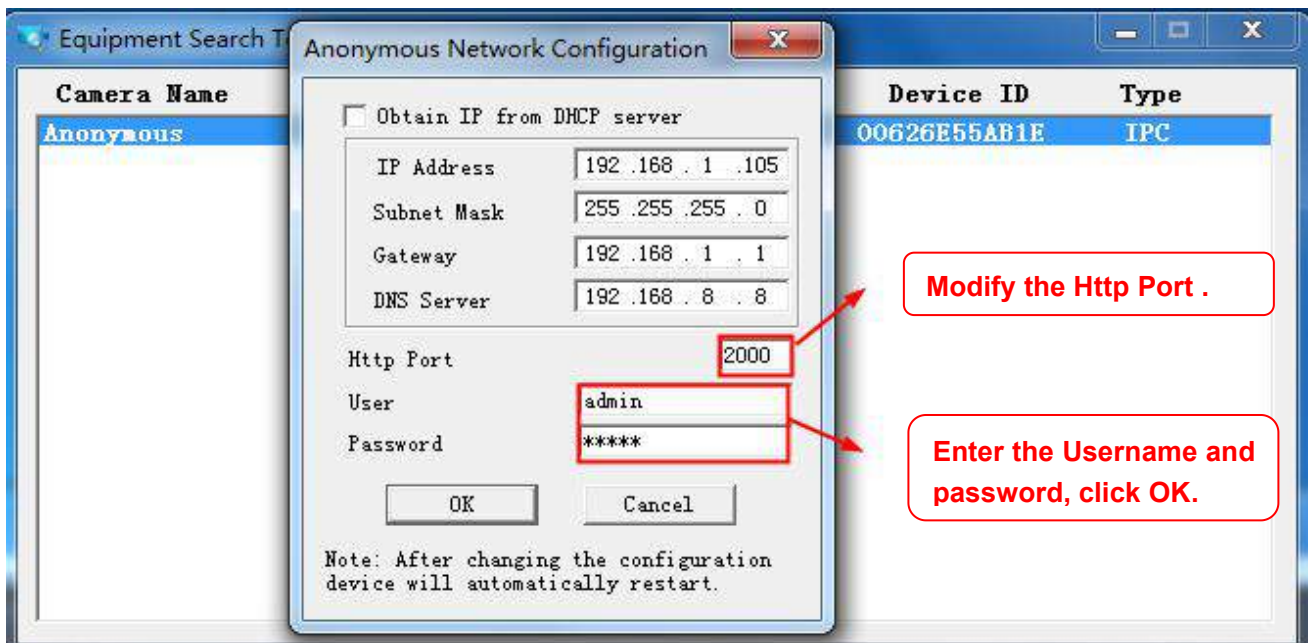 Equipment Search T
Anonymous Network Configuration
Camera Name
Device ID
Type
Anonymous
00626E55AB1E
IPC
Obtain IP from DHCP server
IP Address
192 .168 . 1 .105
Subnet Mask
255 .255 .255 . 0
Gateway
192 .168 . 1 . 1
DNS Server
192 .168 . 8 . 8
Http Port
2000
User
admin
Password
*****
OK
Cancel
Note: After changing the configuration
device will automatically restart.
Modify the Http Port .
Enter the Username and
password, click OK.